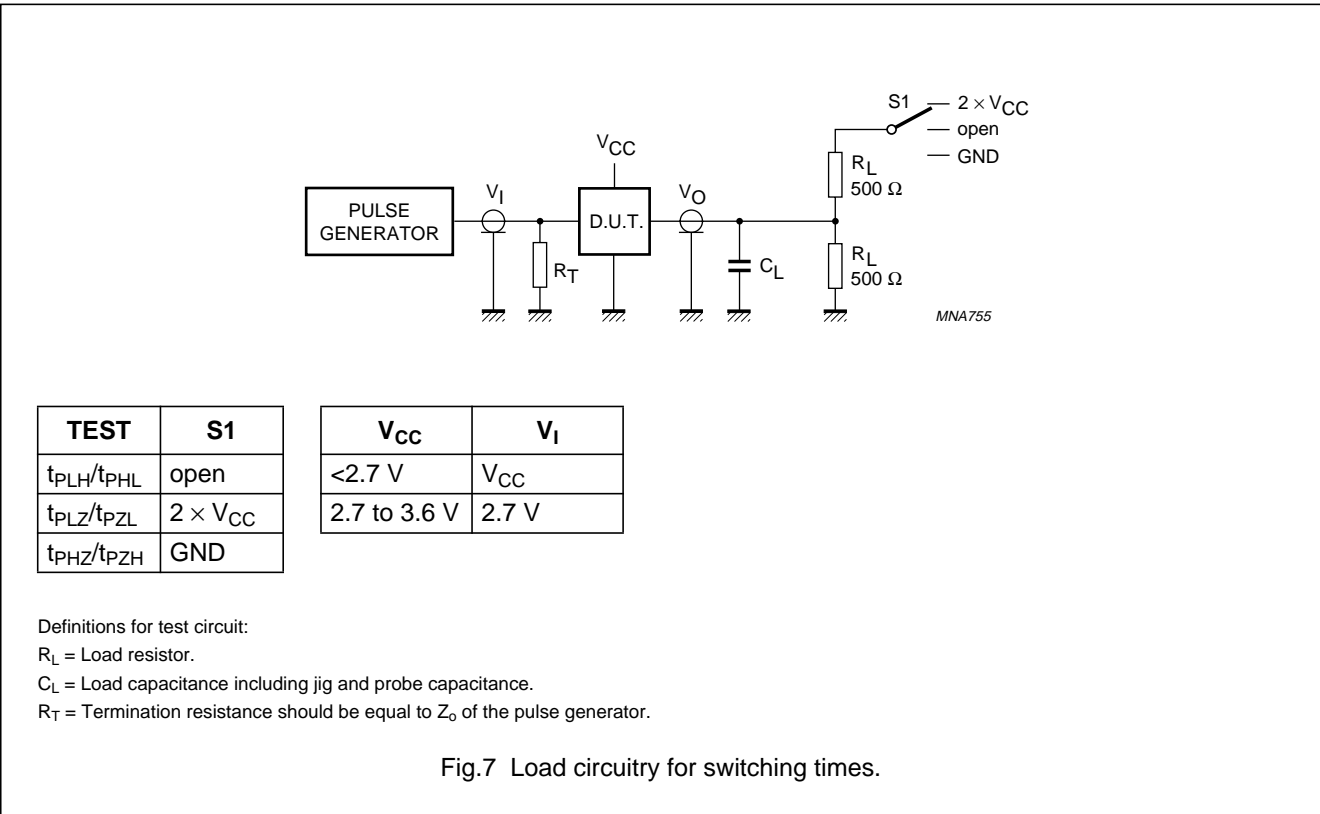 S1
2 × VCC
open
GND
VCC
RL
500 Ω
PULSE
GENERATOR
VI
D.U.T.
VO
RT
CL
RL
500 Ω
MNA755
TEST S1
tPLH/tPHL open
tPLZ/tPZL 2 × VCC
tPHZ/tPZH GND
VCC VI
<2.7 V VCC
2.7 to 3.6 V 2.7 V
Definitions for test circuit:
RL = Load resistor.
CL = Load capacitance including jig and probe capacitance.
RT = Termination resistance should be equal to Zo of the pulse generator.
Fig.7 Load circuitry for switching times.